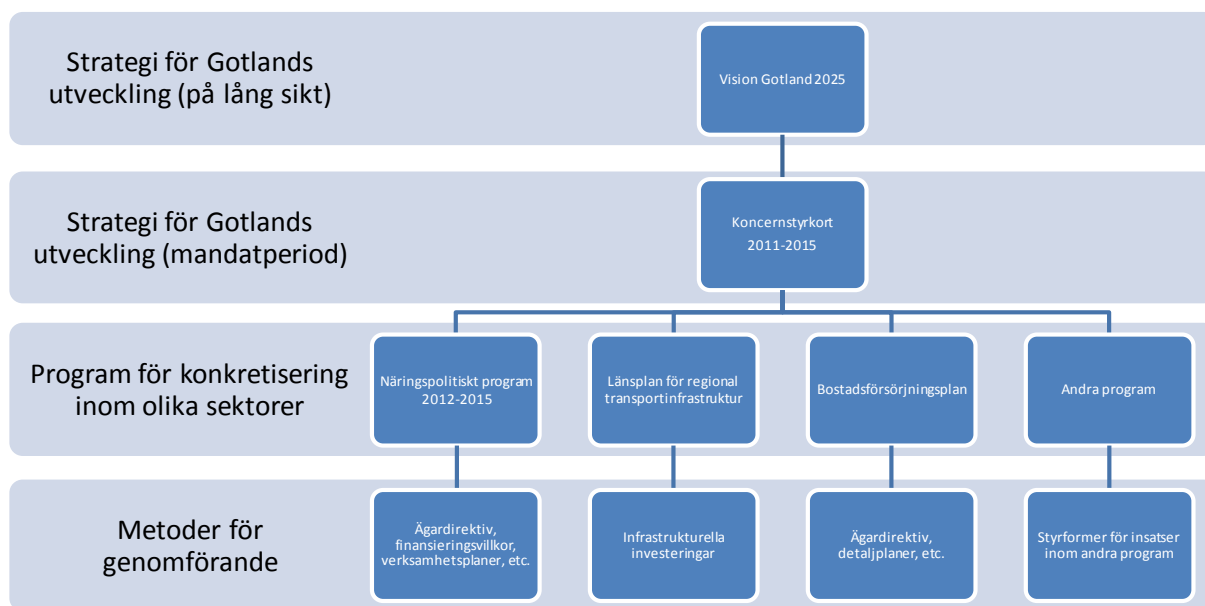 Strategi för Gotlands
utveckling (på lång sikt)
Vision Gotland 2025
Strategi för Gotlands
utveckling (mandatperiod)
Koncernstyrkort
2011-2015
Program för konkretisering
inom olika sektorer
Näringspolitiskt program
2012-2015
Länsplan för regional
transportinfrastruktur
Bostadsförsörjningsplan
Andra program
Metoder för
genomförande
Ägardirektiv,
finansieringsvillkor,
verksamhetsplaner, etc.
Infrastrukturella
investeringar
Ägardirektiv,
detaljplaner, etc.
Styrformer för insatser
inom andra program